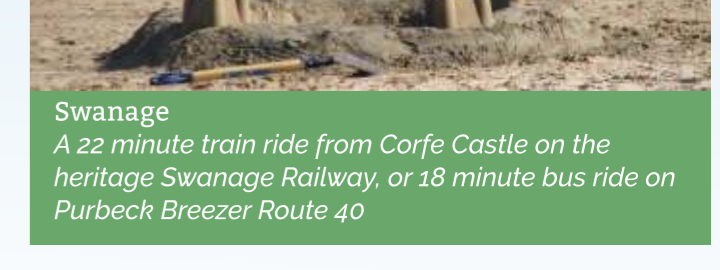 Swanage
A 22 minute train ride from Corfe Castle on the
heritage Swanage Railway, or 18 minute bus ride on
Purbeck Breezer Route 40